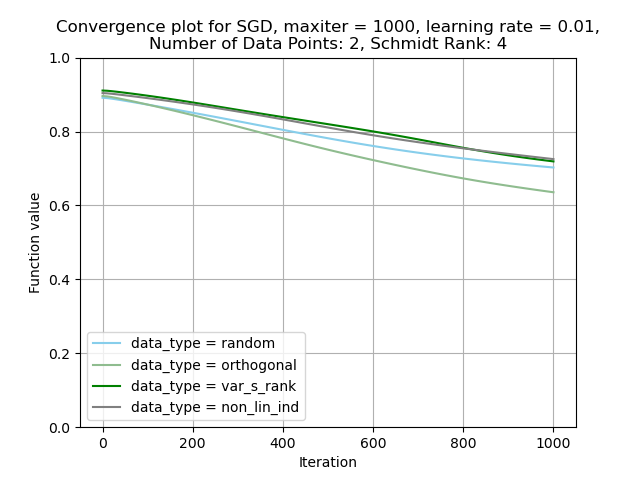 Convergence plot for SGD, maxiter = 1000, learning rate = 0.01,
Number of Data Points: 2, Schmidt Rank: 4
1.0
0.8
0.6
0.4
0.2
0.0
Function value
data_type = random
data_type = orthogonal
data_type = var_s_rank
data_type = non_lin_ind
0 200 400 600 800 1000
Iteration